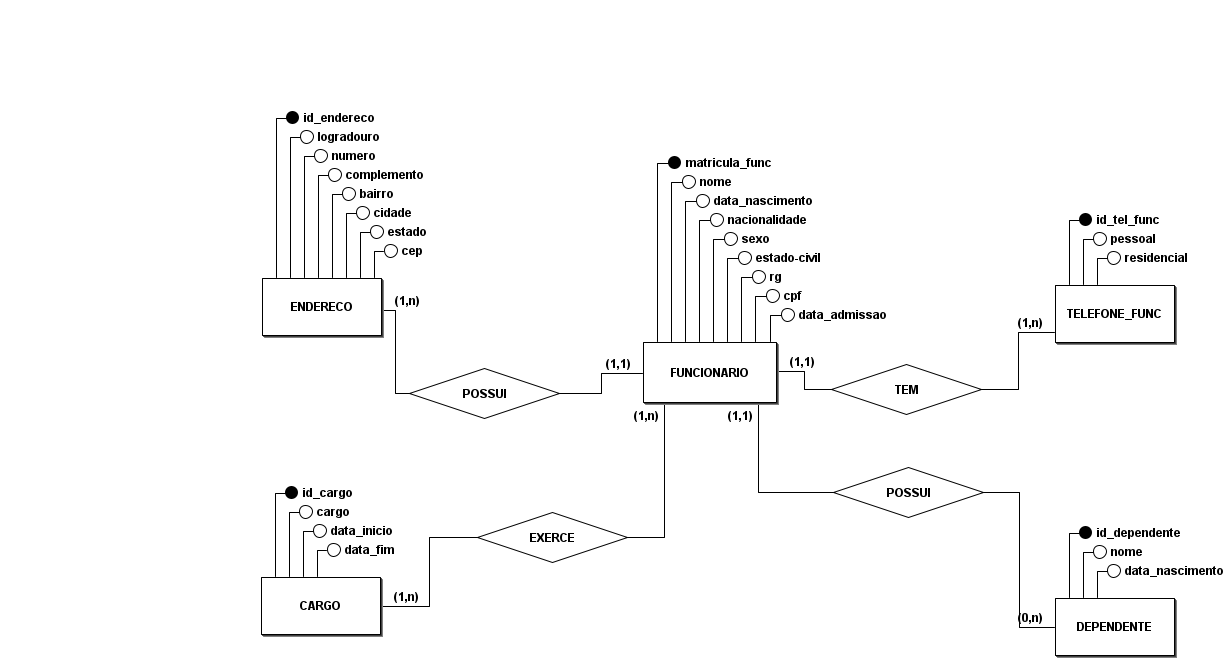 id_endereco
logradouro
numero
complemento
bairro
cidade
estado
cep
ENDERECO
(1,n)
POSSUI
(1,1)
matricula_func
nome
data_nascimento
nacionalidade
sexo
estado-civil
rg
cpf
data_admissao
FUNCIONARIO
(1,1)
TEM
(1,n)
id_tel_func
pessoal
residencial
TELEFONE_FUNC
(1,n)
(1,1)
id_cargo
cargo
data_inicio
data_fim
CARGO
(1,n)
EXERCE
POSSUI
(0,n)
id_dependente
nome
data_nascimento
DEPENDENTE